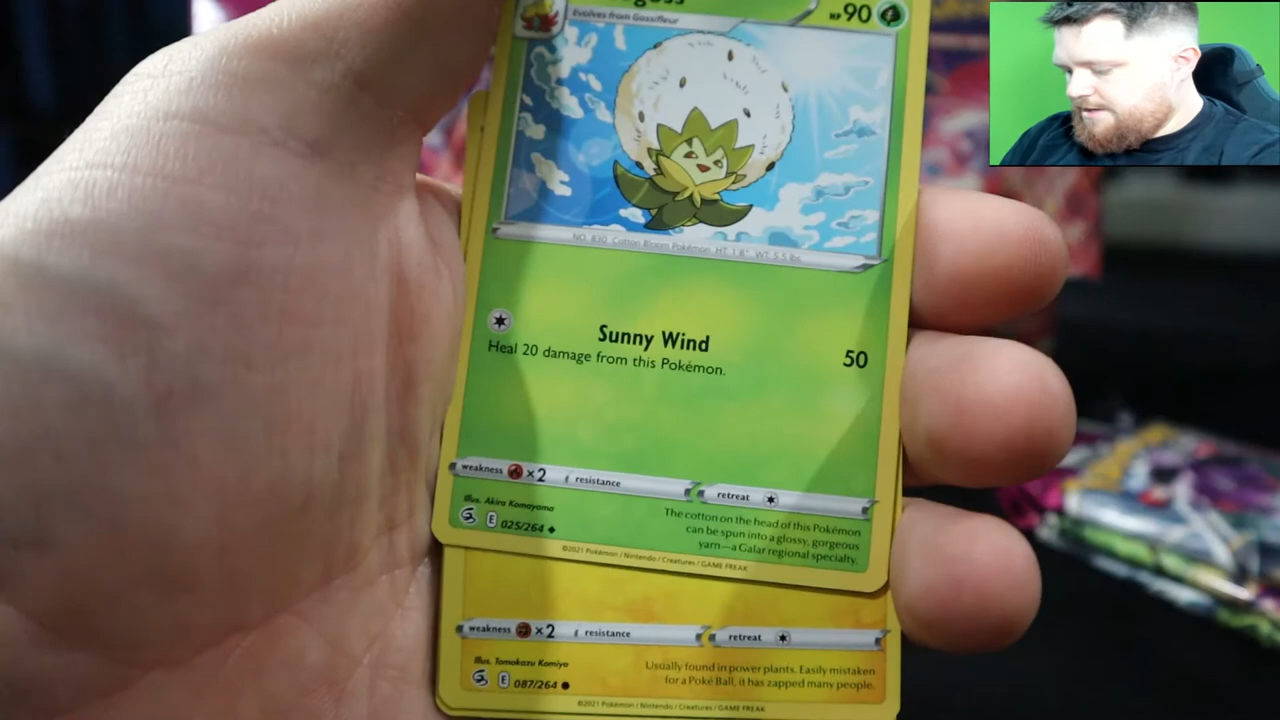 Evolves from Gossifleur
HP 90
NO. 830 Cotton Bloom Pokémon HT 1'8" WT 5.5 lbs.
Sunny Wind 50
Heal 20 damage from this Pokémon.
weakness ×2 resistance retreat
Illus. Akira Komayama
E 025/264
The cotton on the head of this Pokémon
can be spun into a glossy, gorgeous
yarn—a Galar regional specialty.
©2021 Pokémon / Nintendo / Creatures / GAME FREAK
weakness ×2 resistance retreat
Illus. Tomokazu Komiya
E 087/264
Usually found in power plants. Easily mistaken
for a Poké Ball, it has zapped many people.
©2021 Pokémon / Nintendo / Creatures / GAME FREAK